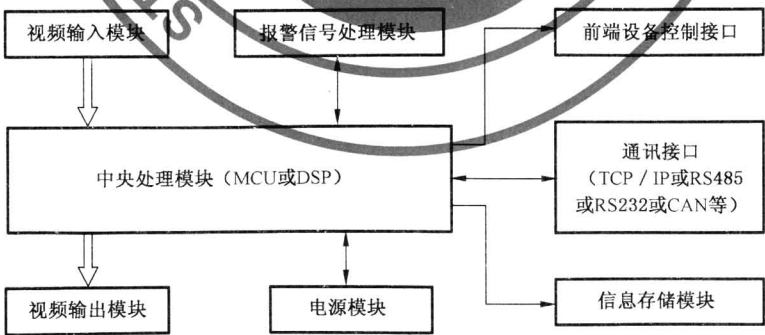 视频输入模块
报警信号处理模块
前端设备控制接口
中央处理模块（MCU或DSP）
通讯接口
（TCP / IP或RS485
或RS232或CAN等）
视频输出模块
电源模块
信息存储模块